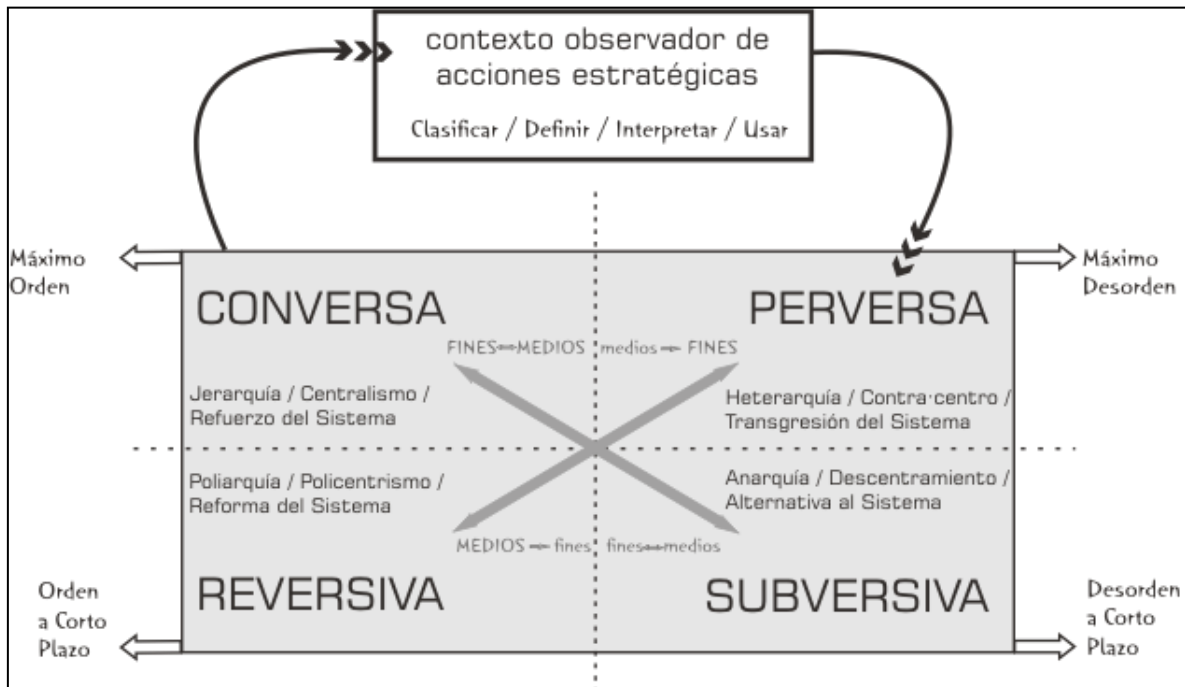 contexto observador de
acciones estratégicas
Clasificar / Definir / Interpretar / Usar
Máximo
Orden
Máximo
Desorden
CONVERSA
PERVERSA
FINES↔MEDIOS
medios→FINES
Jerarquía / Centralismo /
Refuerzo del Sistema
Heterarquía / Contra·centro /
Transgresión del Sistema
Poliarquía / Policentrismo /
Reforma del Sistema
Anarquía / Descentramiento /
Alternativa al Sistema
MEDIOS→fines
fines↔medios
REVERSIVA
SUBVERSIVA
Orden
a Corto
Plazo
Desorden
a Corto
Plazo